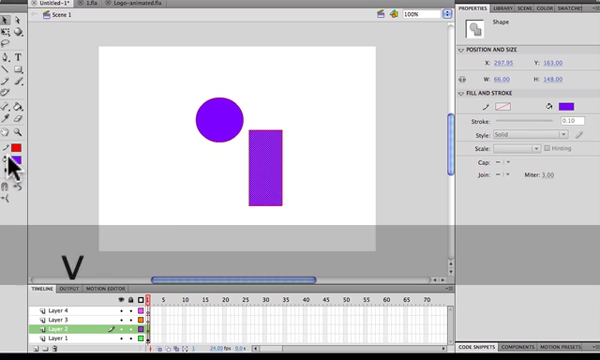 Untitled-1* 1.fla Logo-animated.fla
Scene 1 100%
PROPERTIES LIBRARY SCENE COLOR SWATCHES
Shape
POSITION AND SIZE
X: 297.95 Y: 163.00
W: 66.00 H: 148.00
FILL AND STROKE
Stroke: 0.10
Style: Solid
Scale: Hinting
Cap:
Join: Miter: 3.00
V
TIMELINE OUTPUT MOTION EDITOR
1 5 10 15 20 25 30 35 40 45 50 55 60 65 70
Layer 4
Layer 3
Layer 2
Layer 1
1 24.00 fps 0.0 s
CODE SNIPPETS COMPONENTS MOTION PRESETS